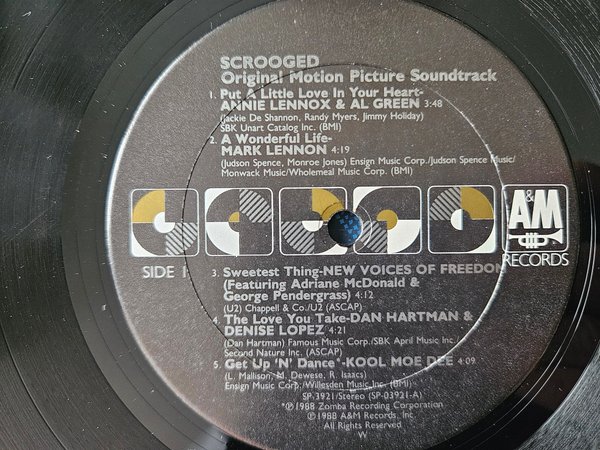 SCROOGED
Original Motion Picture Soundtrack
1. Put A Little Love In Your Heart-
ANNIE LENNOX & AL GREEN 3:48
(Jackie De Shannon, Randy Myers, Jimmy Holiday)
SBK Unart Catalog Inc. (BMI)
2. A Wonderful Life-
MARK LENNON 4:19
(Judson Spence, Monroe Jones) Ensign Music Corp./Judson Spence Music/
Monwack Music/Wholemeal Music Corp. (BMI)
A&M
RECORDS
SIDE 1
3. Sweetest Thing-NEW VOICES OF FREEDOM
(Featuring Adriane McDonald &
George Pendergrass) 4:12
(U2) Chappell & Co./U2 (ASCAP)
4. The Love You Take-DAN HARTMAN &
DENISE LOPEZ 4:21
(Dan Hartman) Famous Music Corp./SBK April Music Inc./
Second Nature Inc. (ASCAP)
5. Get Up 'N' Dance*-KOOL MOE DEE 4:09
(L. Mallison, M. Dewese, R. Isaacs)
Ensign Music Corp./Willesden Music Inc. (BMI)
SP-3921/Stereo (SP-03921-A)
*℗1988 Zomba Recording Corporation
℗1988 A&M Records, Inc.
All Rights Reserved
W